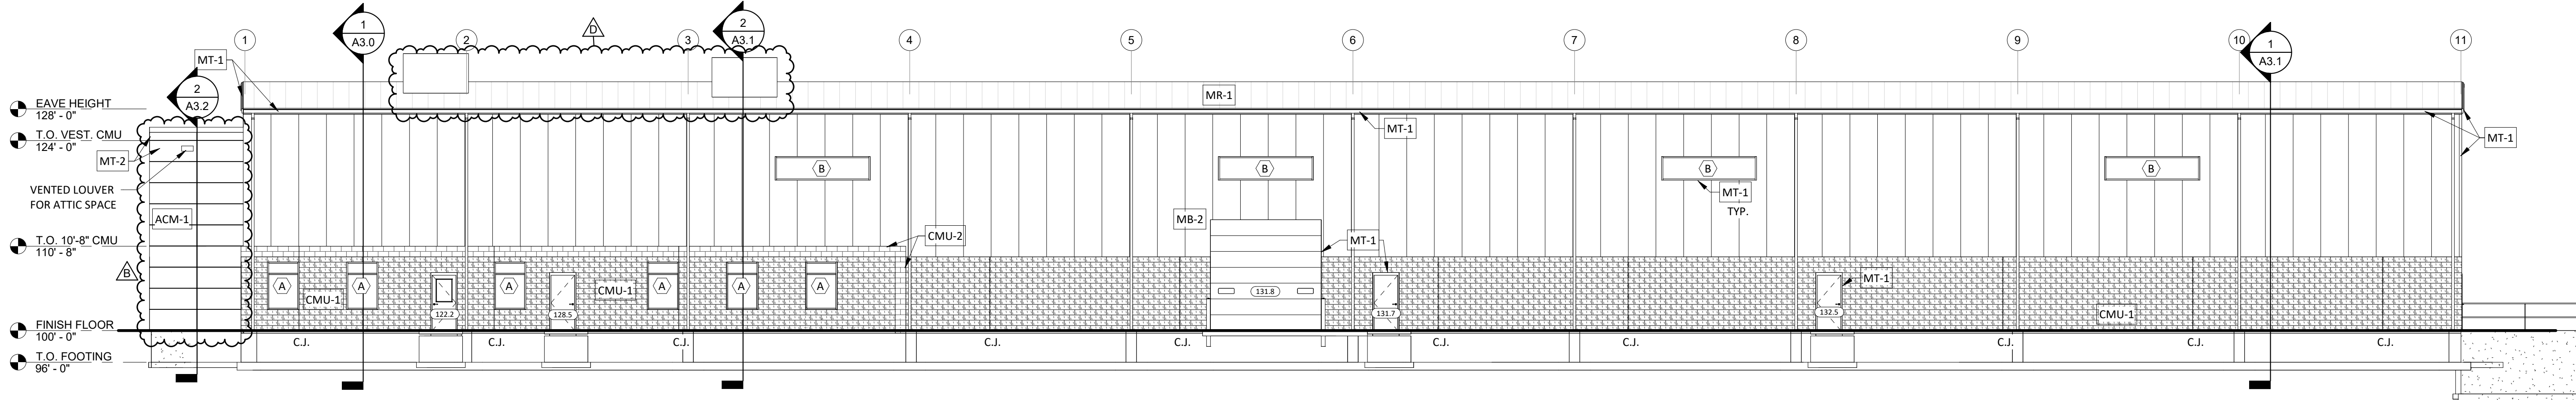 1
A3.0
2
A3.1
D
1
2
3
4
5
6
7
8
9
10
11
1
A3.1
MT-1
2
A3.2
MR-1
EAVE HEIGHT
128' - 0"
T.O. VEST. CMU
124' - 0"
MT-1
MT-1
MT-2
B
B
B
B
VENTED LOUVER
FOR ATTIC SPACE
MT-1
TYP.
ACM-1
MB-2
CMU-2
MT-1
T.O. 10'-8" CMU
110' - 8"
B
A
A
A
A
A
A
CMU-1
CMU-1
MT-1
122.2
128.5
131.8
131.7
132.5
CMU-1
FINISH FLOOR
100' - 0"
C.J.
C.J.
C.J.
C.J.
C.J.
C.J.
C.J.
C.J.
C.J.
C.J.
T.O. FOOTING
96' - 0"